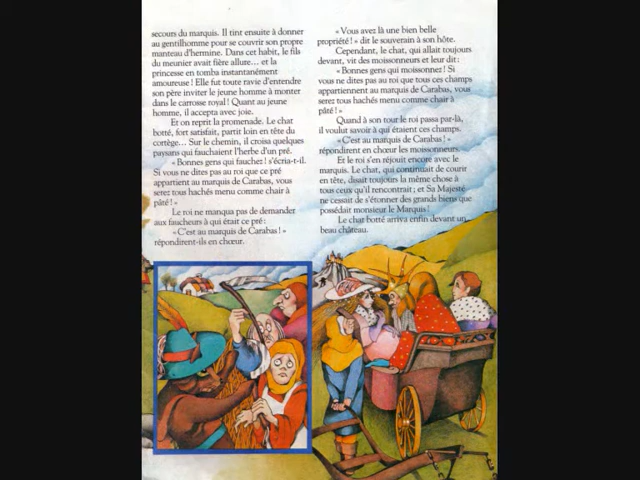 secours du marquis. Il tint ensuite à donner
au gentilhomme pour se couvrir son propre
manteau d'hermine. Dans cet habit, le fils
du meunier avait fière allure... et la
princesse en tomba instantanément
amoureuse ! Elle fut toute ravie d'entendre
son père inviter le jeune homme à monter
dans le carrosse royal ! Quant au jeune
homme, il accepta avec joie.
Et on reprit la promenade. Le chat
botté, fort satisfait, partit loin en tête du
cortège... Sur le chemin, il croisa quelques
paysans qui fauchaient l'herbe d'un pré.
« Bonnes gens qui fauchez ! s'écria-t-il.
Si vous ne dites pas au roi que ce pré
appartient au marquis de Carabas, vous
serez tous hachés menu comme chair à
pâté ! »
Le roi ne manqua pas de demander
aux faucheurs à qui était ce pré :
« C'est au marquis de Carabas ! »
répondirent-ils en chœur.
« Vous avez là une bien belle
propriété ! » dit le souverain à son hôte.
Cependant, le chat, qui allait toujours
devant, vit des moissonneurs et leur dit :
« Bonnes gens qui moissonnez ! Si
vous ne dites pas au roi que tous ces champs
appartiennent au marquis de Carabas, vous
serez tous hachés menu comme chair à
pâté ! »
Quand à son tour le roi passa par-là,
il voulut savoir à qui étaient ces champs.
« C'est au marquis de Carabas ! »
répondirent en chœur les moissonneurs.
Et le roi s'en réjouit encore avec le
marquis. Le chat, qui continuait de courir
en tête, disait toujours la même chose à
tous ceux qu'il rencontrait ; et Sa Majesté
ne cessait de s'étonner des grands biens que
possédait monsieur le Marquis !
Le chat botté arriva enfin devant un
beau château.